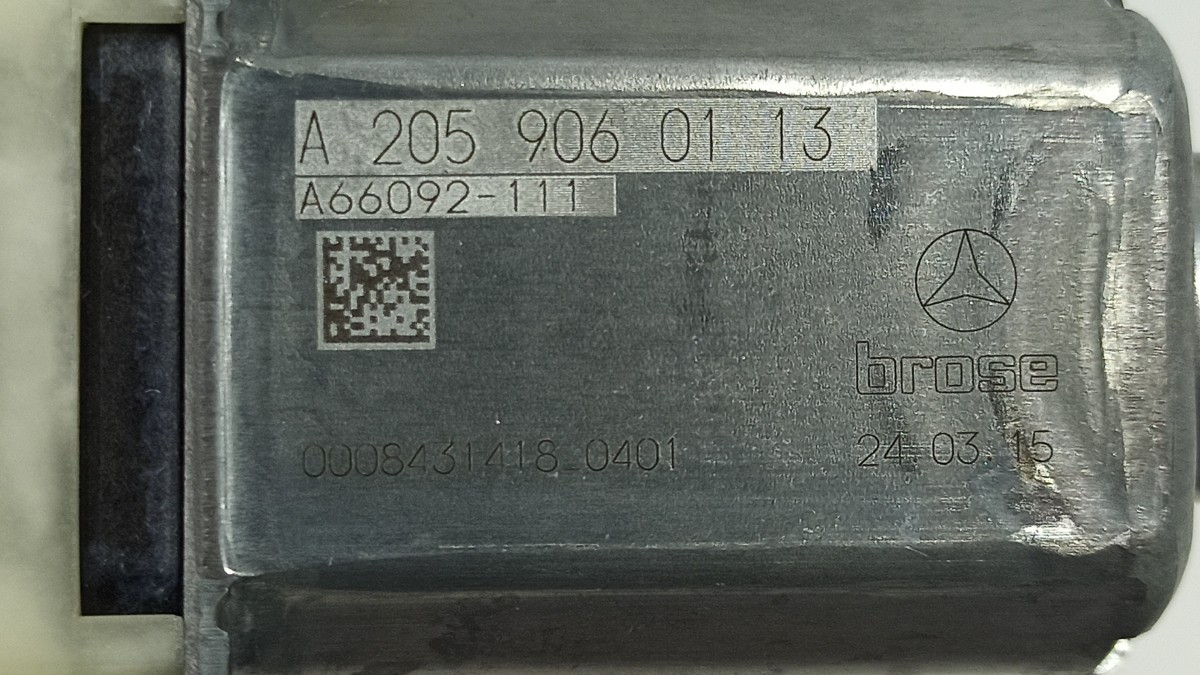 A 205 906 01 13
A66092-111
brose
0008431418_0401
24.03.15